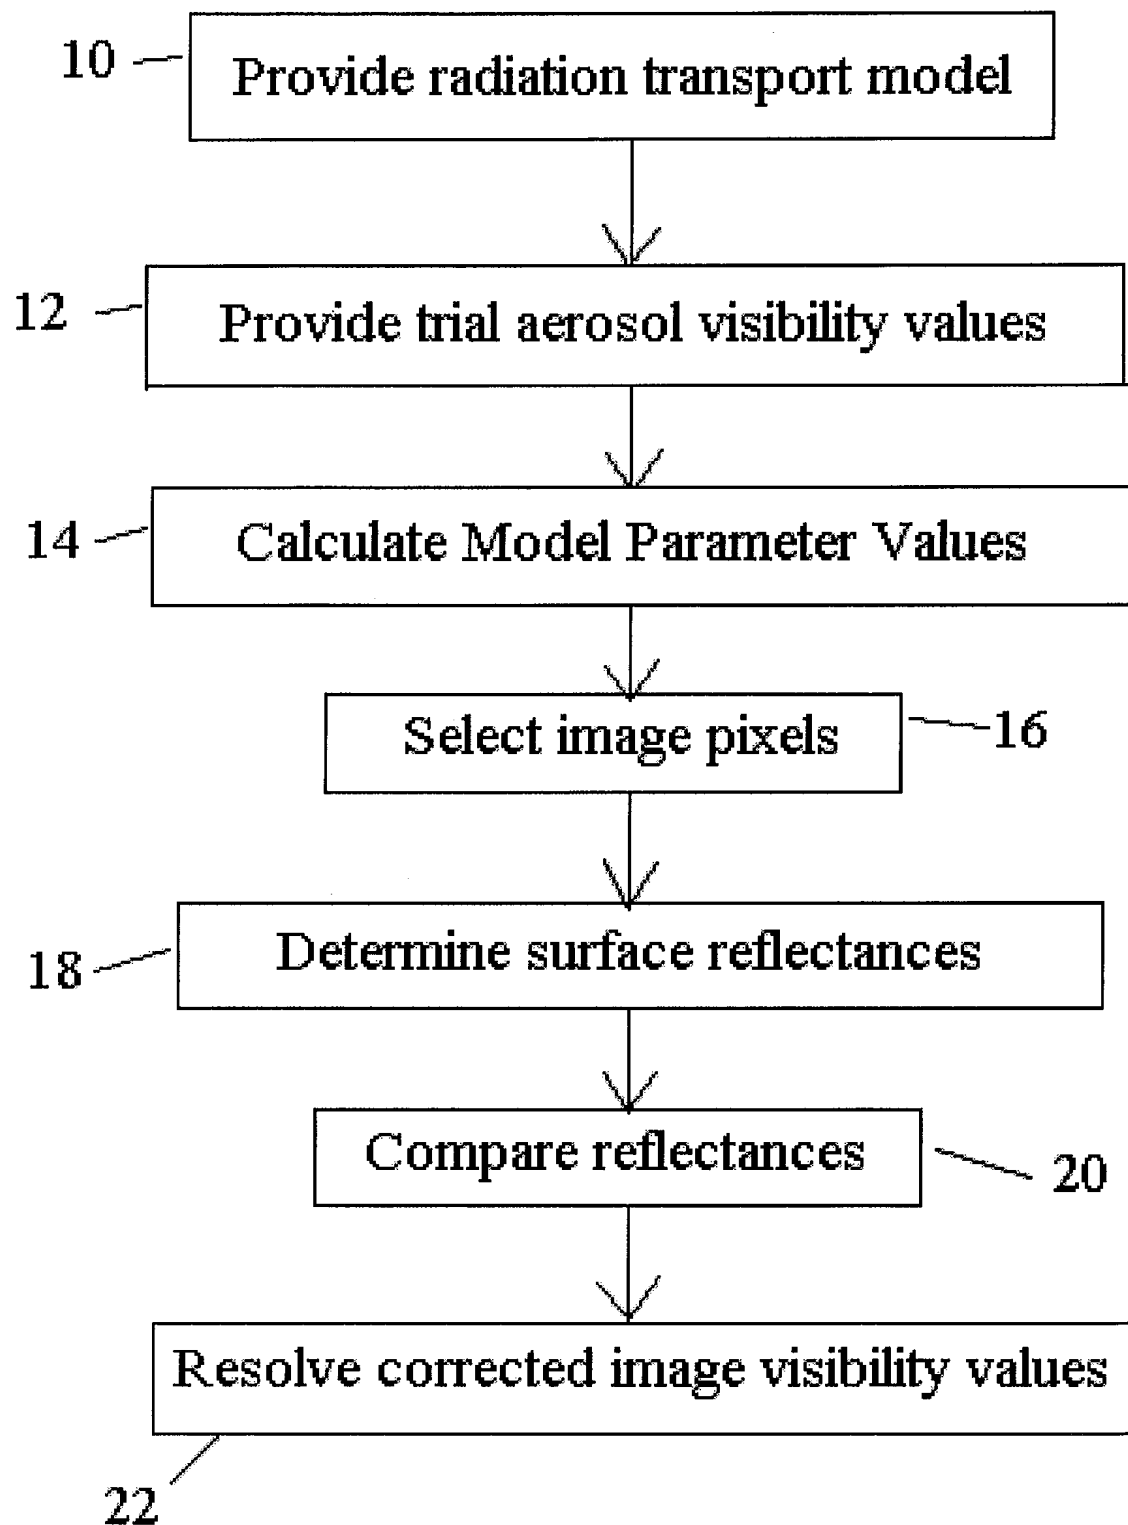 10
Provide radiation transport model
12
Provide trial aerosol visibility values
14
Calculate Model Parameter Values
Select image pixels
16
18
Determine surface reflectances
Compare reflectances
20
Resolve corrected image visibility values
22